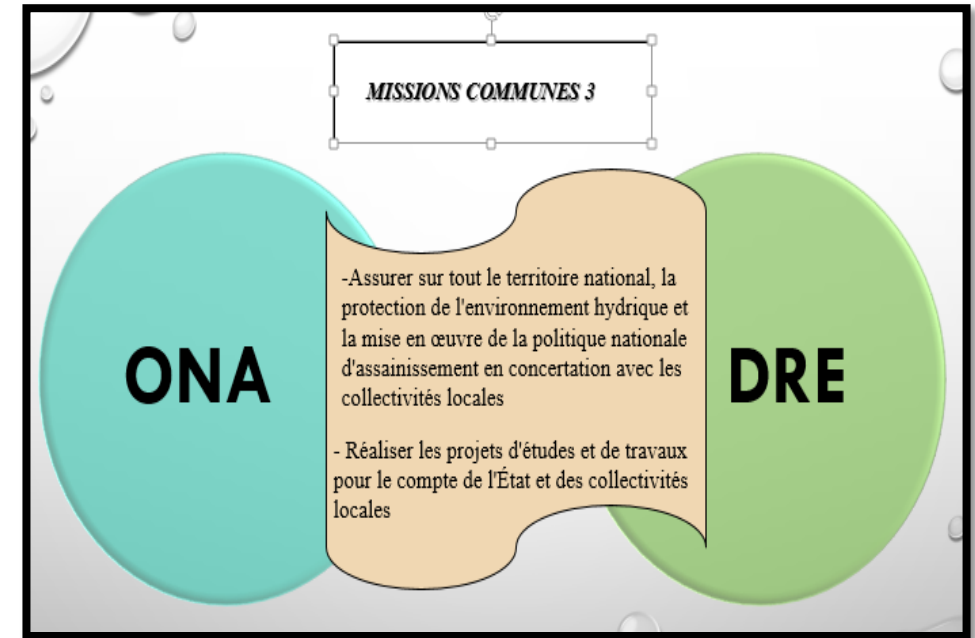 MISSIONS COMMUNES 3
ONA
-Assurer sur tout le territoire national, la
protection de l'environnement hydrique et
la mise en œuvre de la politique nationale
d'assainissement en concertation avec les
collectivités locales
- Réaliser les projets d'études et de travaux
pour le compte de l'État et des collectivités
locales
DRE